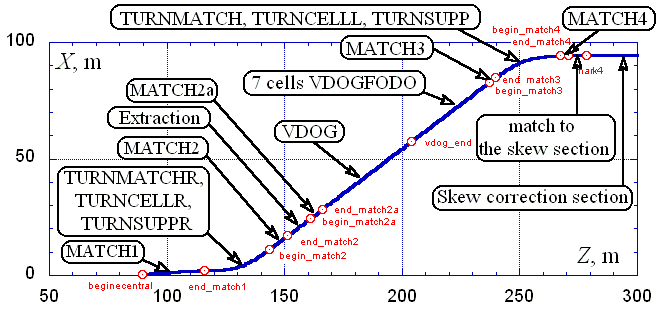 TURNMATCH, TURNCELLL, TURNSUPP
begin_match4
end_match4
MATCH4
100
X, m
MATCH3
7 cells VDOGFODO
end_match3
begin_match3
mark4
MATCH2a
Extraction
VDOG
match to
the skew section
vdog_end
50
MATCH2
TURNMATCHR,
TURNCELLR,
TURNSUPPR
end_match2a
begin_match2a
Skew correction section
end_match2
begin_match2
MATCH1
Z, m
0
beginecentral
end_match1
50
100
150
200
250
300